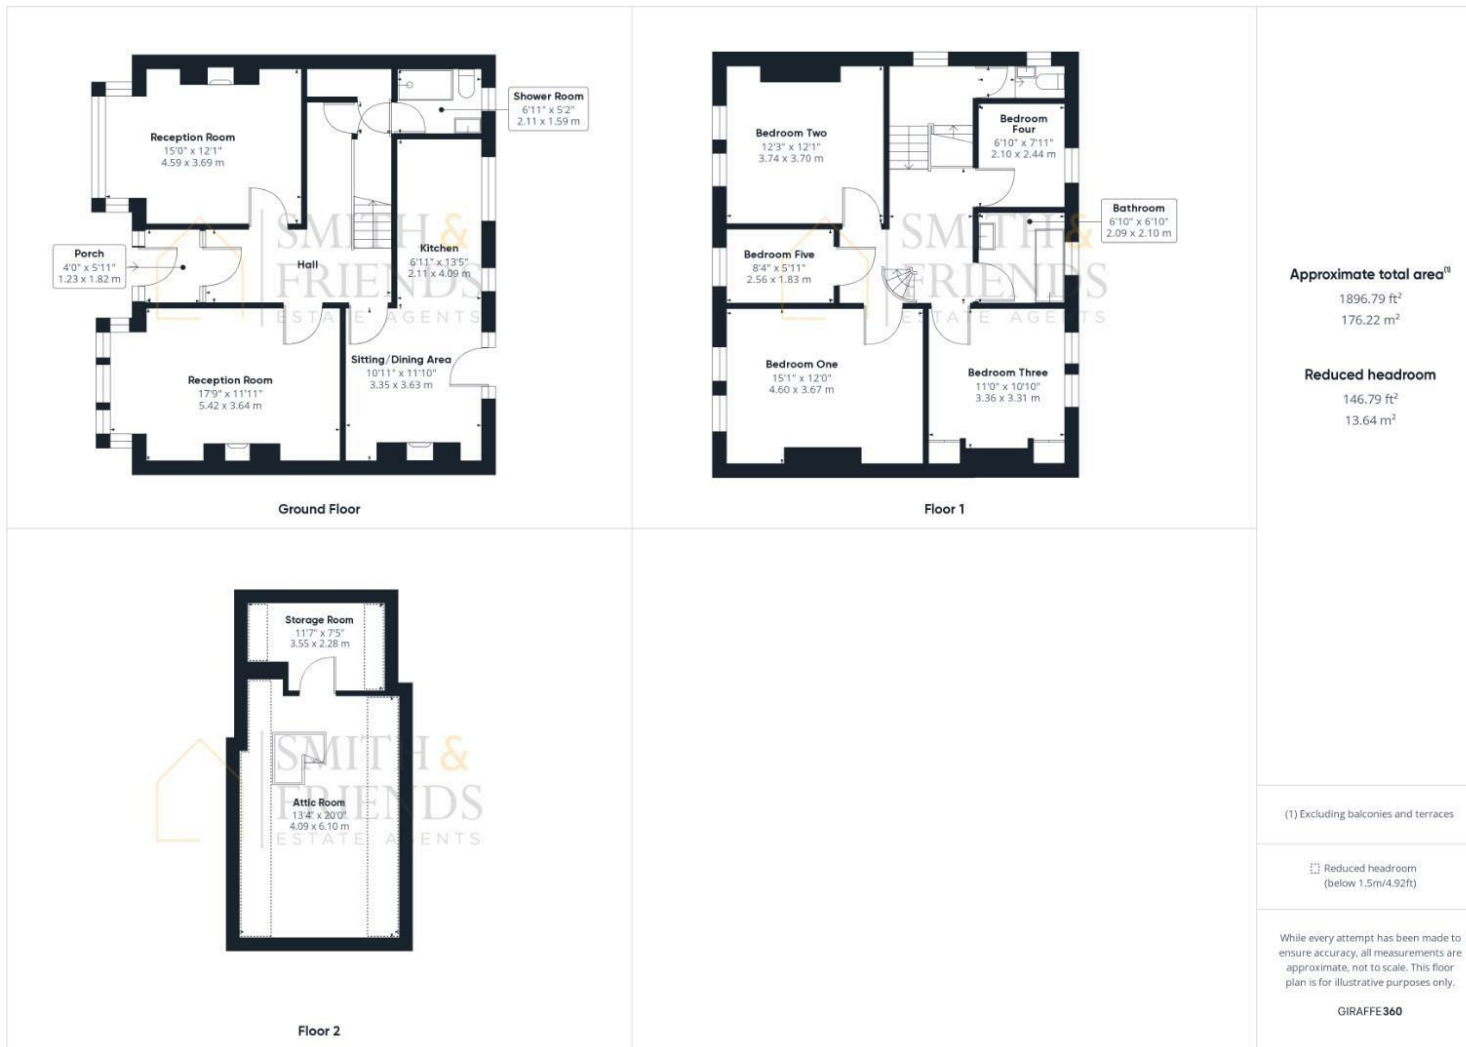 Reception Room
15'0" x 12'1"
4.59 x 3.69 m
Shower Room
6'11" x 5'2"
2.11 x 1.59 m
Porch
4'0" x 5'11"
1.23 x 1.82 m
Hall
Kitchen
6'11" x 13'5"
2.11 x 4.09 m
Reception Room
17'9" x 11'11"
5.42 x 3.64 m
Sitting/Dining Area
10'11" x 11'10"
3.35 x 3.63 m
SMITH &
FRIENDS
ESTATE AGENTS
Ground Floor
Bedroom Two
12'3" x 12'1"
3.74 x 3.70 m
Bedroom
Four
6'10" x 7'11"
2.10 x 2.44 m
Bathroom
6'10" x 6'10"
2.09 x 2.10 m
Bedroom Five
8'4" x 5'11"
2.56 x 1.83 m
Bedroom One
15'1" x 12'0"
4.60 x 3.67 m
Bedroom Three
11'0" x 10'10"
3.36 x 3.31 m
SMITH &
FRIENDS
ESTATE AGENTS
Floor 1
Storage Room
11'7" x 7'5"
3.55 x 2.28 m
Attic Room
13'4" x 20'0"
4.09 x 6.10 m
SMITH &
FRIENDS
ESTATE AGENTS
Floor 2
Approximate total area(1)
1896.79 ft²
176.22 m²
Reduced headroom
146.79 ft²
13.64 m²
(1) Excluding balconies and terraces
Reduced headroom
(below 1.5m/4.92ft)
While every attempt has been made to
ensure accuracy, all measurements are
approximate, not to scale. This floor
plan is for illustrative purposes only.
GIRAFFE360